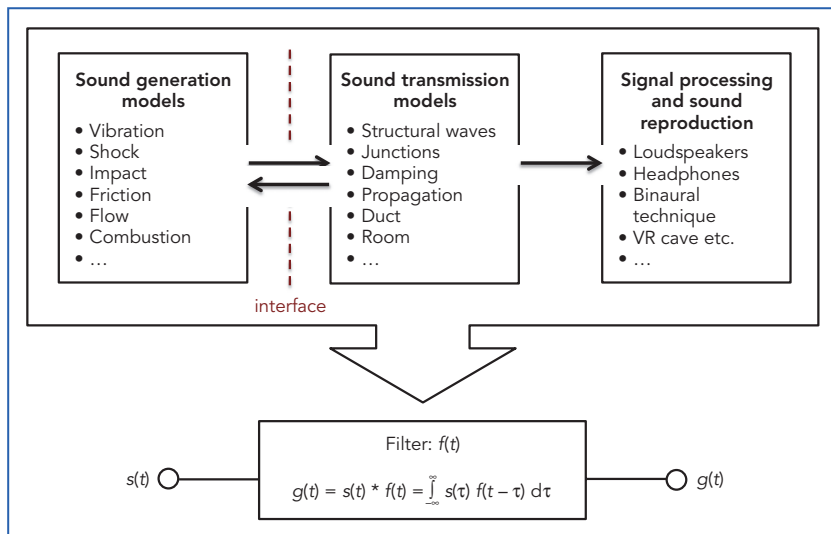 Sound generation
models
• Vibration
• Shock
• Impact
• Friction
• Flow
• Combustion
• …
interface
Sound transmission
models
• Structural waves
• Junctions
• Damping
• Propagation
• Duct
• Room
• …
Signal processing
and sound
reproduction
• Loudspeakers
• Headphones
• Binaural
technique
• VR cave etc.
• …
Filter: f(t)
s(t)
g(t) = s(t) * f(t) = ∫_{-∞}^{∞} s(τ) f(t – τ) dτ
g(t)